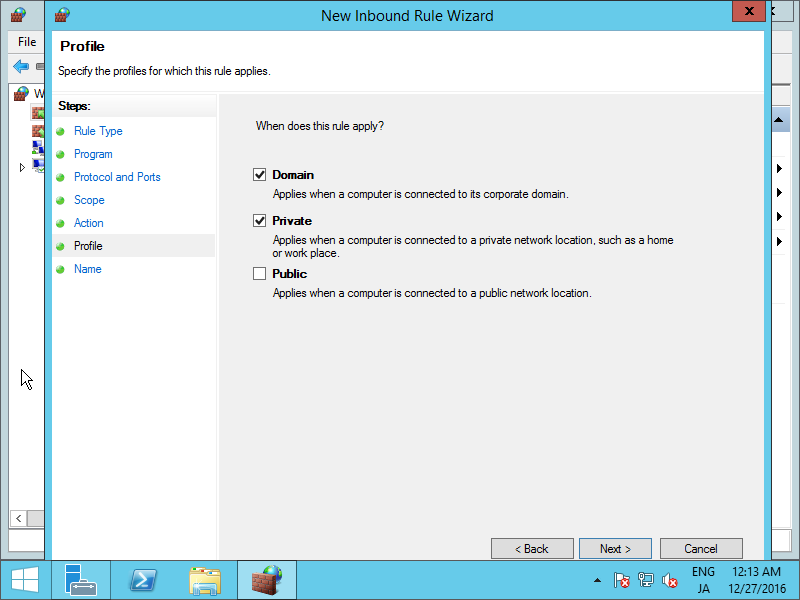 New Inbound Rule Wizard
File
Profile
Specify the profiles for which this rule applies.
W
Steps:
Rule Type
Program
Protocol and Ports
Scope
Action
Profile
Name
When does this rule apply?
Domain
Applies when a computer is connected to its corporate domain.
Private
Applies when a computer is connected to a private network location, such as a home
or work place.
Public
Applies when a computer is connected to a public network location.
< Back
Next >
Cancel
ENG
JA
12:13 AM
12/27/2016